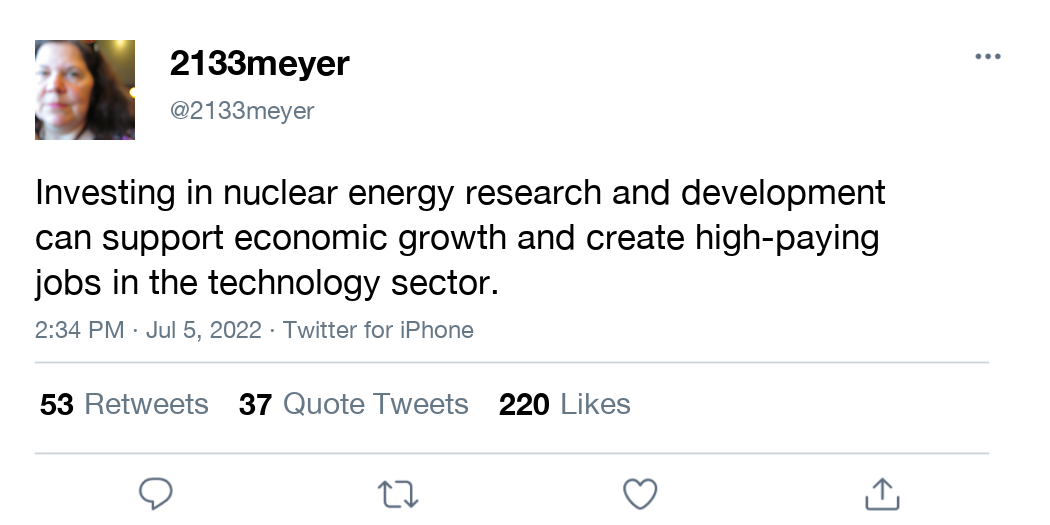 2133meyer
@2133meyer
Investing in nuclear energy research and development
can support economic growth and create high-paying
jobs in the technology sector.
2:34 PM · Jul 5, 2022 · Twitter for iPhone
53 Retweets 37 Quote Tweets 220 Likes